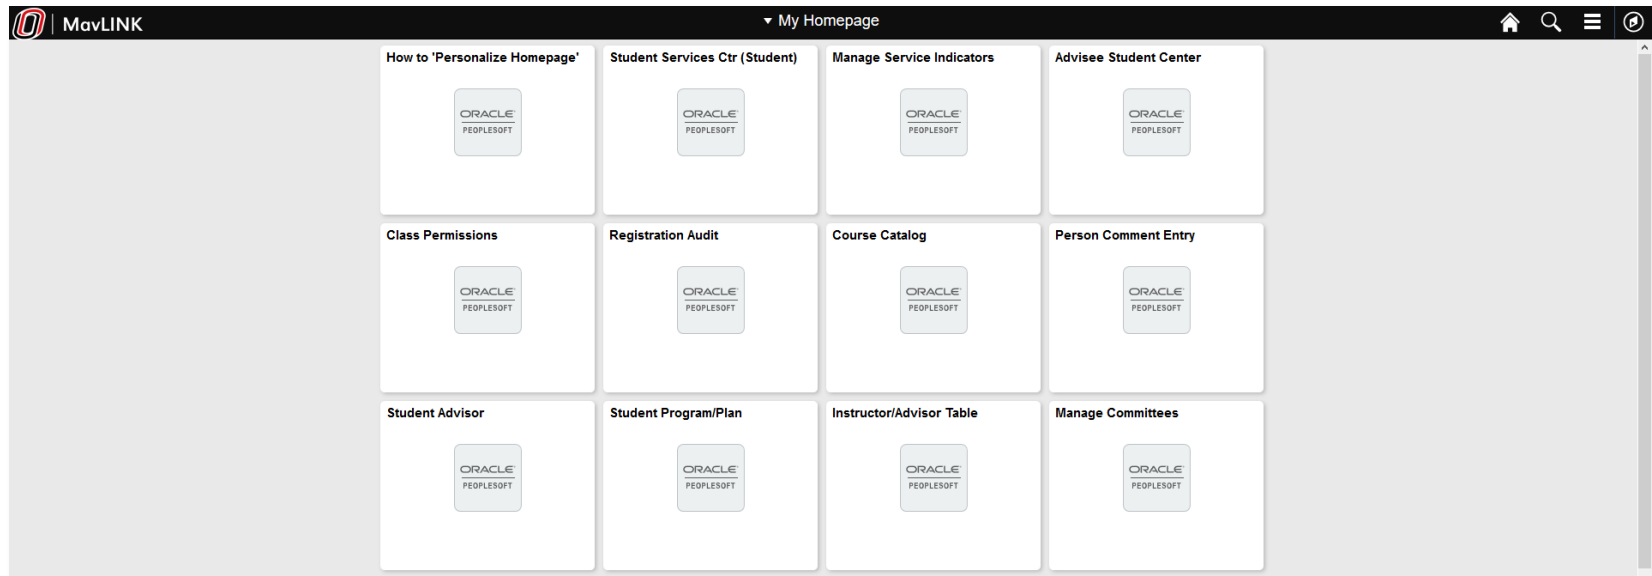 MavLINK
My Homepage
How to 'Personalize Homepage'
ORACLE
PEOPLESOFT
Student Services Ctr (Student)
ORACLE
PEOPLESOFT
Manage Service Indicators
ORACLE
PEOPLESOFT
Advisee Student Center
ORACLE
PEOPLESOFT
Class Permissions
ORACLE
PEOPLESOFT
Registration Audit
ORACLE
PEOPLESOFT
Course Catalog
ORACLE
PEOPLESOFT
Person Comment Entry
ORACLE
PEOPLESOFT
Student Advisor
ORACLE
PEOPLESOFT
Student Program/Plan
ORACLE
PEOPLESOFT
Instructor/Advisor Table
ORACLE
PEOPLESOFT
Manage Committees
ORACLE
PEOPLESOFT